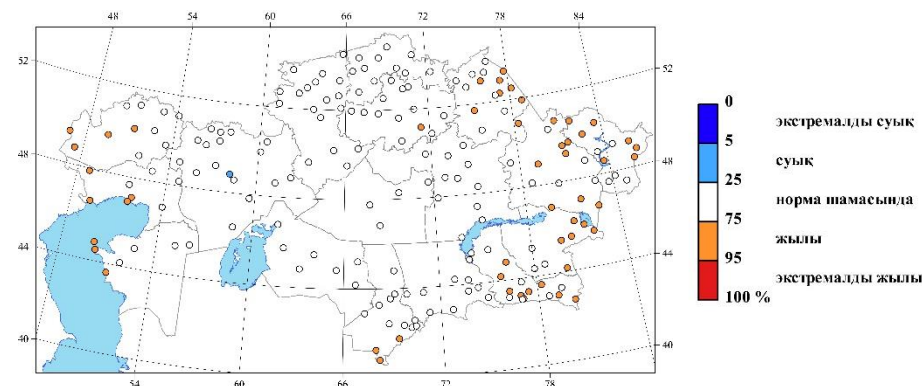 48 60 66 72 78 84
52 52
48 48
44 44
40 40
54 60 66 72 78
0
экстремалды суық
5
суық
25
норма шамасында
75
жылы
95
экстремалды жылы
100 %